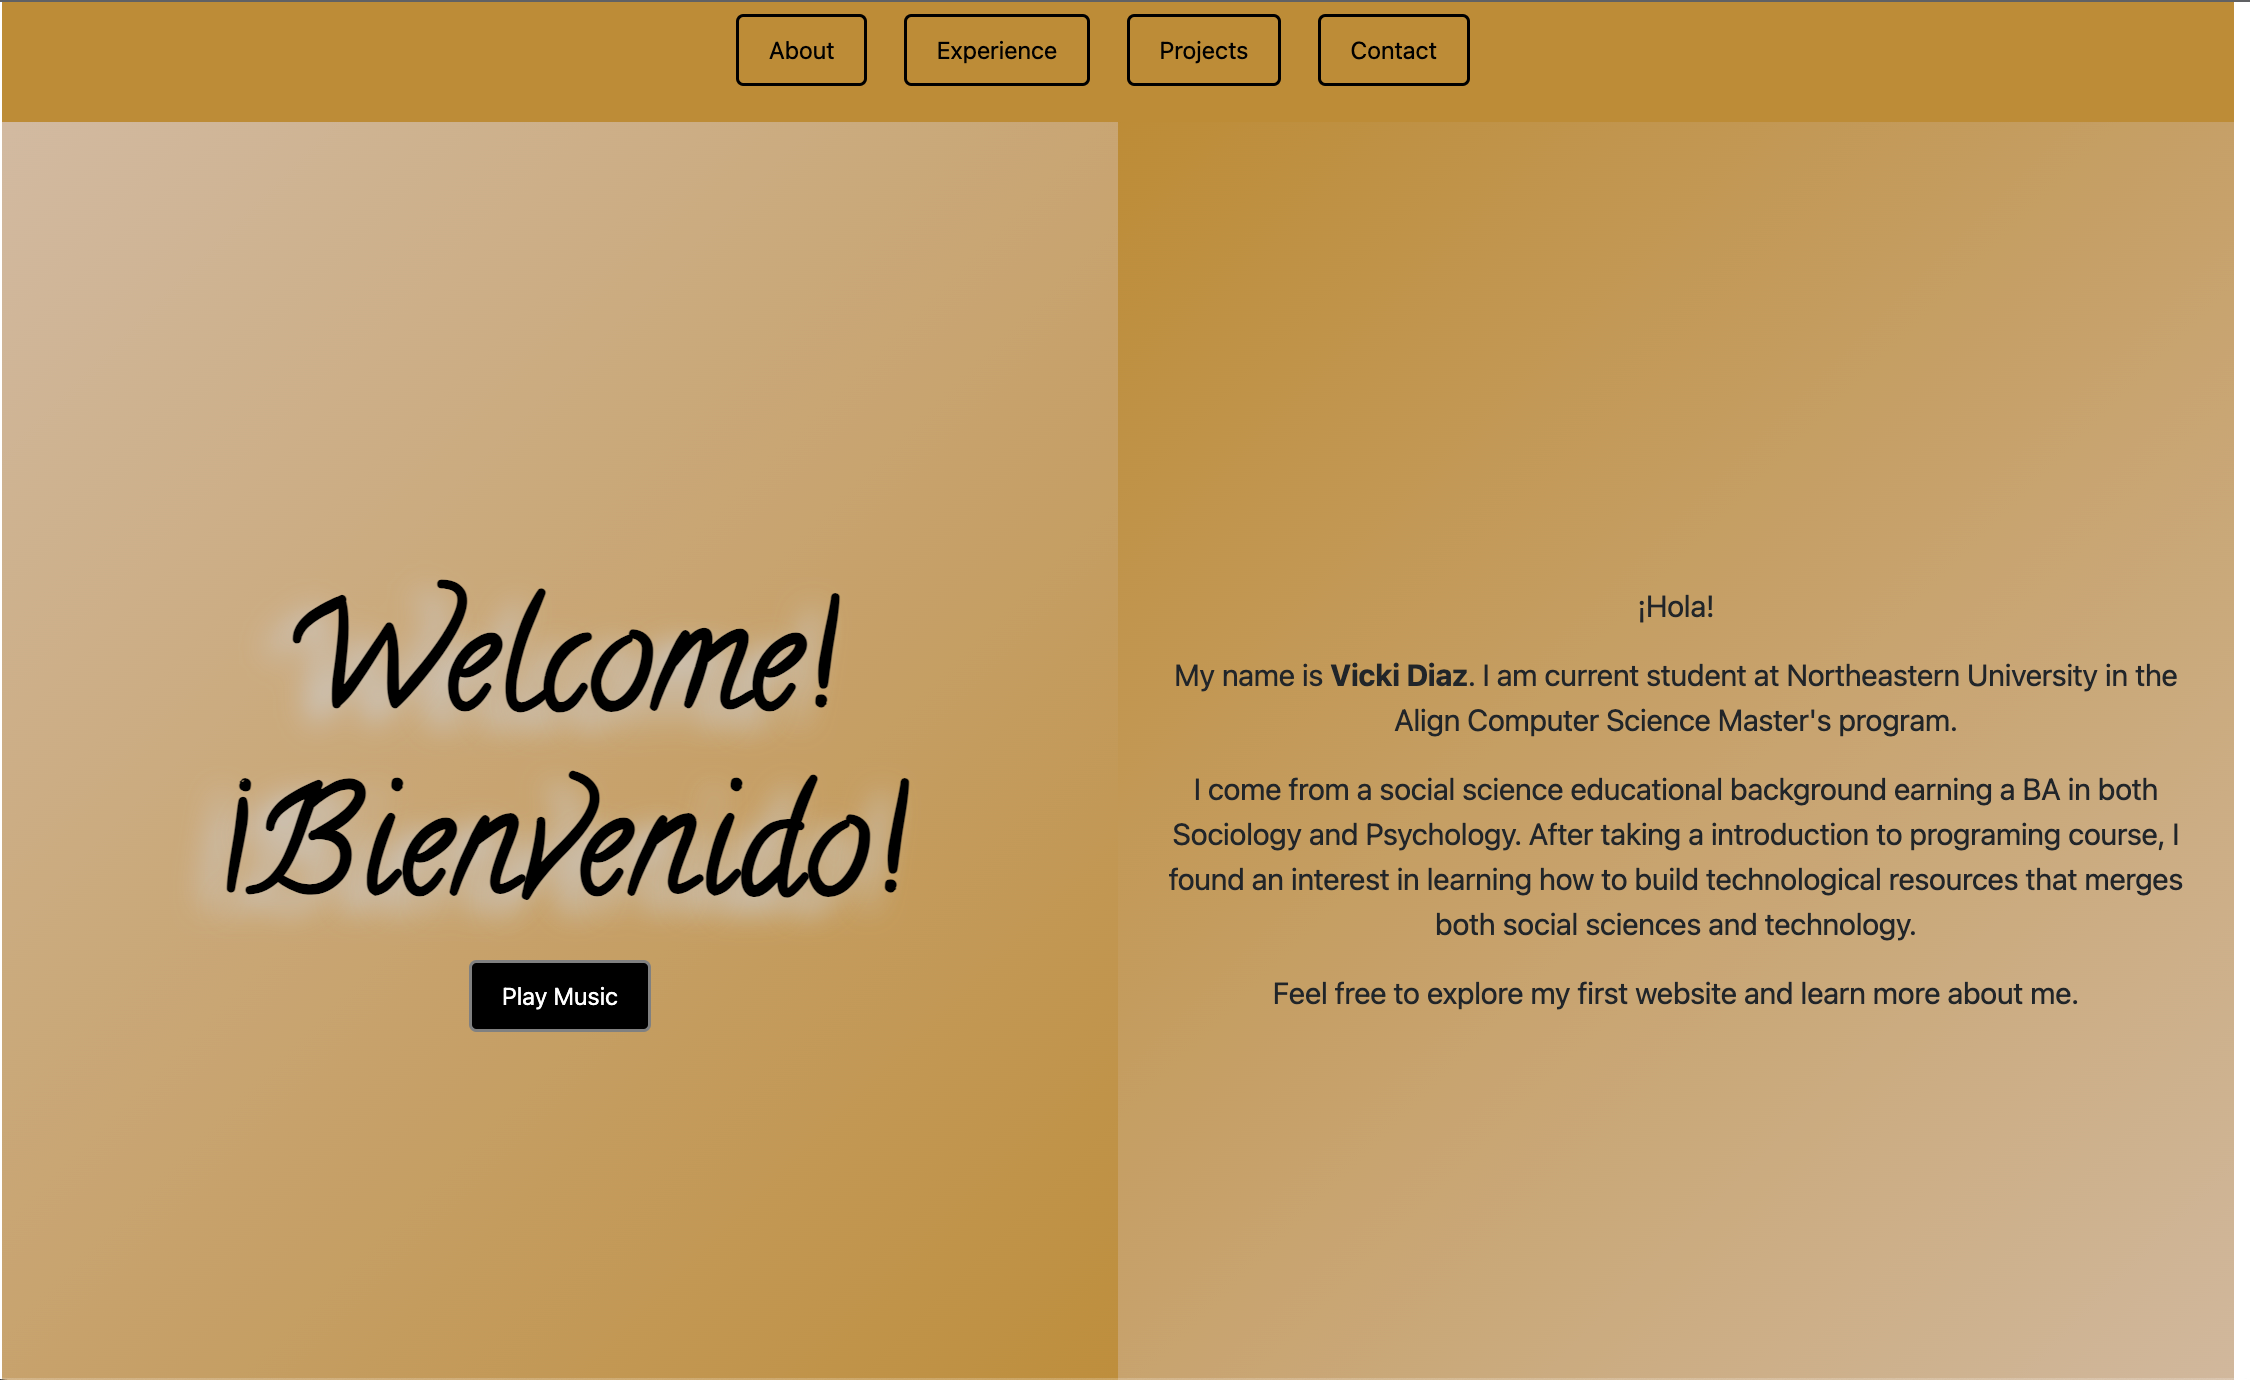 About
Experience
Projects
Contact
Welcome!
¡Bienvenido!
Play Music
¡Hola!
My name is Vicki Diaz. I am current student at Northeastern University in the
Align Computer Science Master's program.
I come from a social science educational background earning a BA in both
Sociology and Psychology. After taking a introduction to programing course, I
found an interest in learning how to build technological resources that merges
both social sciences and technology.
Feel free to explore my first website and learn more about me.